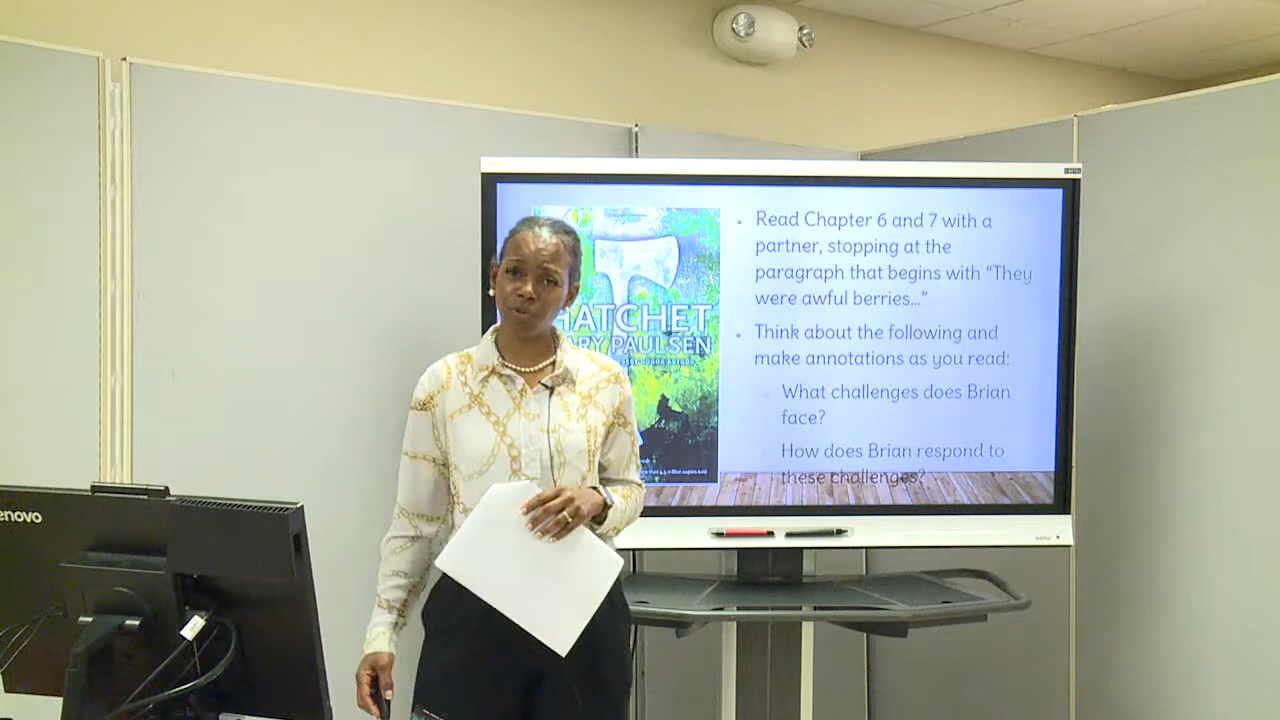 Read Chapter 6 and 7 with a
partner, stopping at the
paragraph that begins with “They
were awful berries...”
Think about the following and
make annotations as you read:
What challenges does Brian
face?
How does Brian respond to
these challenges?
HATCHET
ARY PAULSEN
enovo